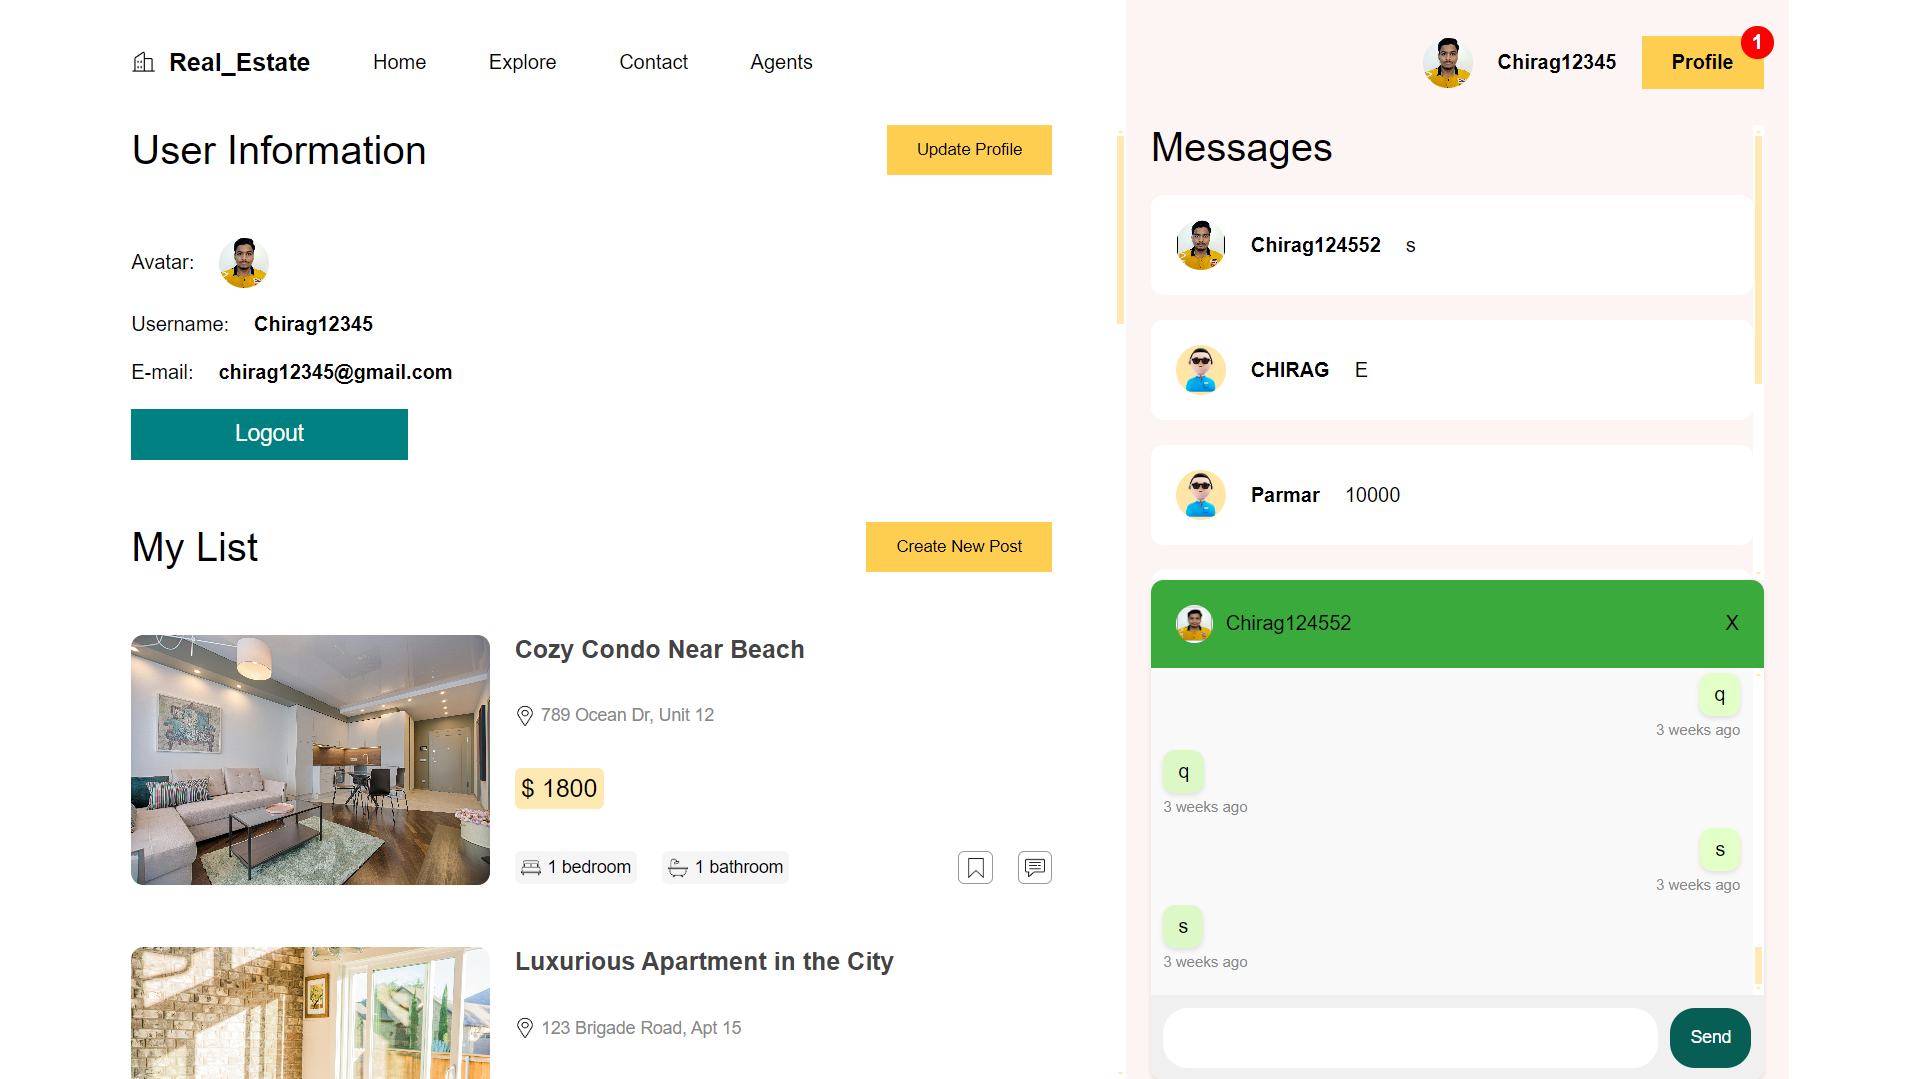 Real_Estate
Home
Explore
Contact
Agents
Chirag12345
Profile
1
User Information
Update Profile
Avatar:
Username: Chirag12345
E-mail: chirag12345@gmail.com
Logout
My List
Create New Post
Cozy Condo Near Beach
789 Ocean Dr, Unit 12
$ 1800
1 bedroom
1 bathroom
Luxurious Apartment in the City
123 Brigade Road, Apt 15
Messages
Chirag124552 s
CHIRAG E
Parmar 10000
Chirag124552
X
q
3 weeks ago
q
3 weeks ago
s
3 weeks ago
s
3 weeks ago
Send